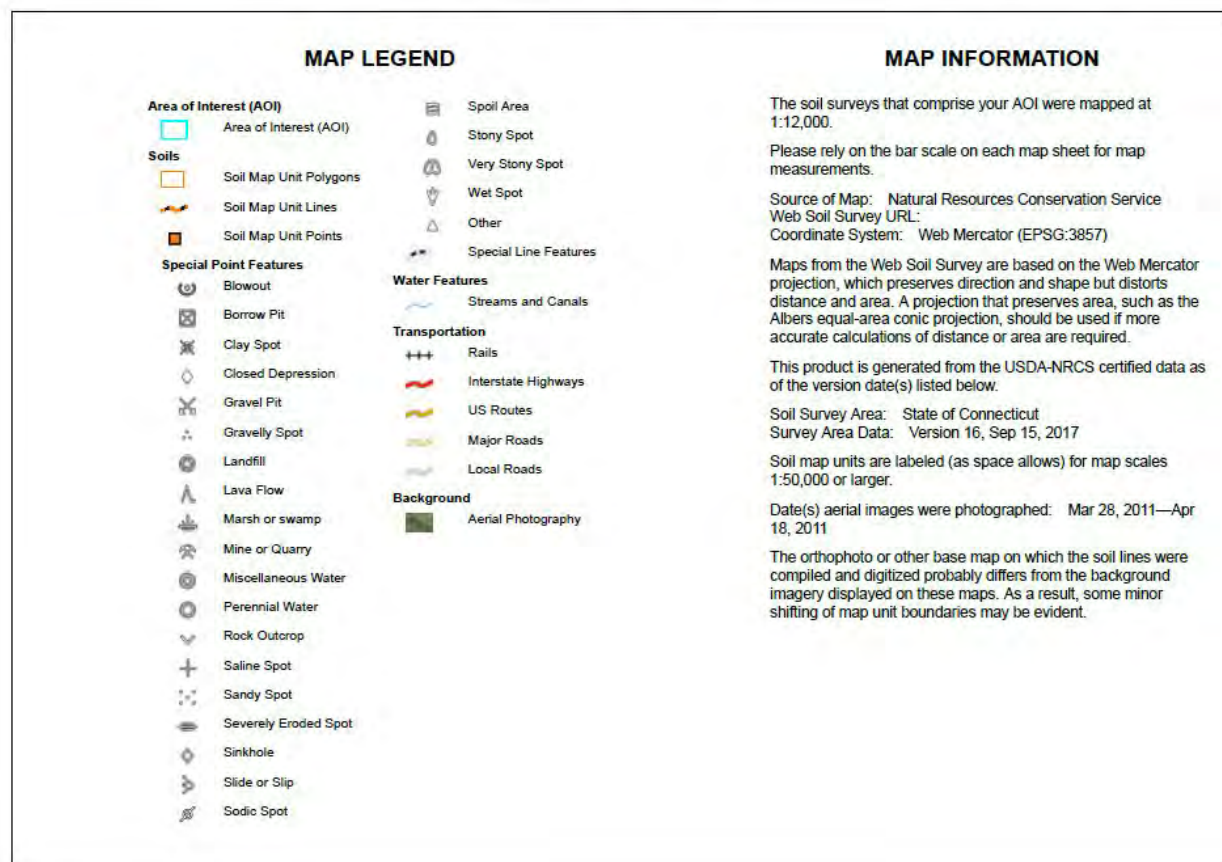 MAP LEGEND
Area of Interest (AOI)
Area of Interest (AOI)
Soils
Soil Map Unit Polygons
Soil Map Unit Lines
Soil Map Unit Points
Special Point Features
Blowout
Borrow Pit
Clay Spot
Closed Depression
Gravel Pit
Gravelly Spot
Landfill
Lava Flow
Marsh or swamp
Mine or Quarry
Miscellaneous Water
Perennial Water
Rock Outcrop
Saline Spot
Sandy Spot
Severely Eroded Spot
Sinkhole
Slide or Slip
Sodic Spot
Spoil Area
Stony Spot
Very Stony Spot
Wet Spot
Other
Special Line Features
Water Features
Streams and Canals
Transportation
Rails
Interstate Highways
US Routes
Major Roads
Local Roads
Background
Aerial Photography
MAP INFORMATION
The soil surveys that comprise your AOI were mapped at
1:12,000.
Please rely on the bar scale on each map sheet for map
measurements.
Source of Map: Natural Resources Conservation Service
Web Soil Survey URL:
Coordinate System: Web Mercator (EPSG:3857)
Maps from the Web Soil Survey are based on the Web Mercator
projection, which preserves direction and shape but distorts
distance and area. A projection that preserves area, such as the
Albers equal-area conic projection, should be used if more
accurate calculations of distance or area are required.
This product is generated from the USDA-NRCS certified data as
of the version date(s) listed below.
Soil Survey Area: State of Connecticut
Survey Area Data: Version 16, Sep 15, 2017
Soil map units are labeled (as space allows) for map scales
1:50,000 or larger.
Date(s) aerial images were photographed: Mar 28, 2011—Apr
18, 2011
The orthophoto or other base map on which the soil lines were
compiled and digitized probably differs from the background
imagery displayed on these maps. As a result, some minor
shifting of map unit boundaries may be evident.